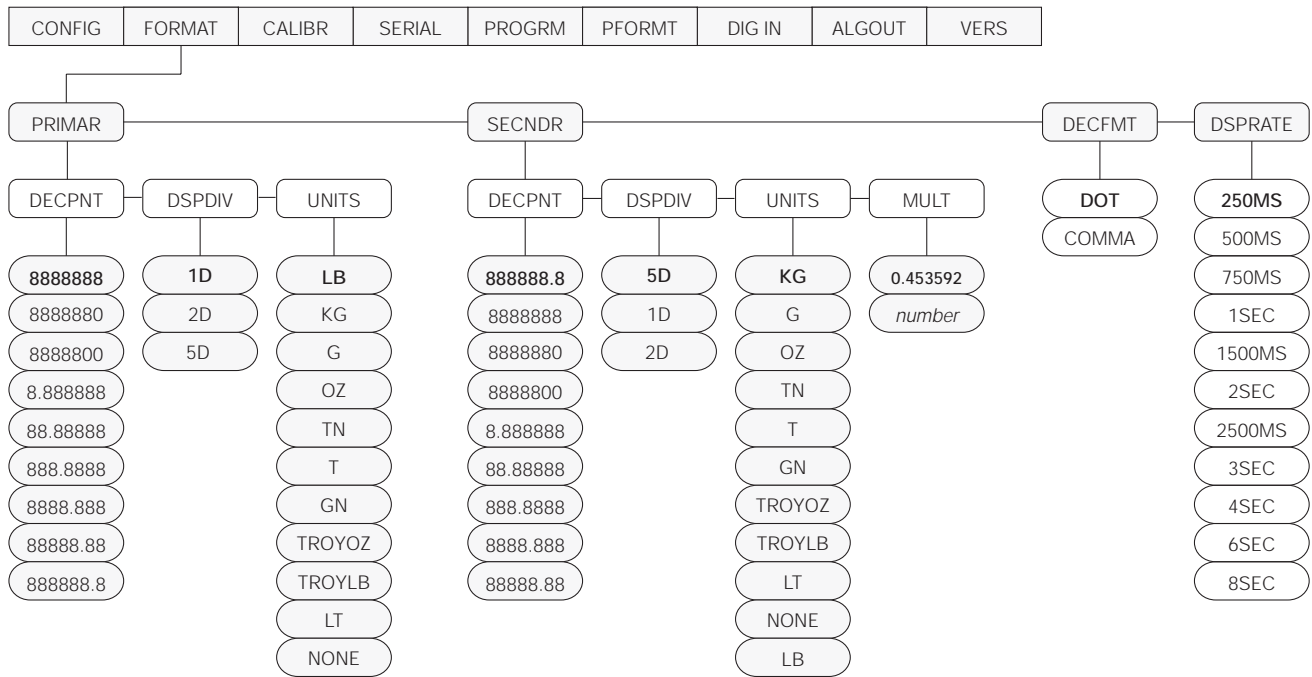 CONFIG FORMAT CALIBR SERIAL PROGRM PFORMT DIG IN ALGOUT VERS
PRIMAR SECNDR DECFMT DSPRATE
DECPNT DSPDIV UNITS DECPNT DSPDIV UNITS MULT DOT 250MS
COMMA 500MS
8888888 1D LB 888888.8 5D KG 0.453592 750MS
8888880 2D KG 8888888 1D G number 1SEC
8888800 5D G 8888880 2D OZ 1500MS
8.888888 OZ 8888800 TN 2SEC
88.88888 TN 8.888888 T 2500MS
888.8888 T 88.88888 GN 3SEC
8888.888 GN 888.8888 TROYOZ 4SEC
88888.88 TROYOZ 8888.888 TROYLB 6SEC
888888.8 TROYLB 88888.88 LT 8SEC
LT NONE
NONE LB